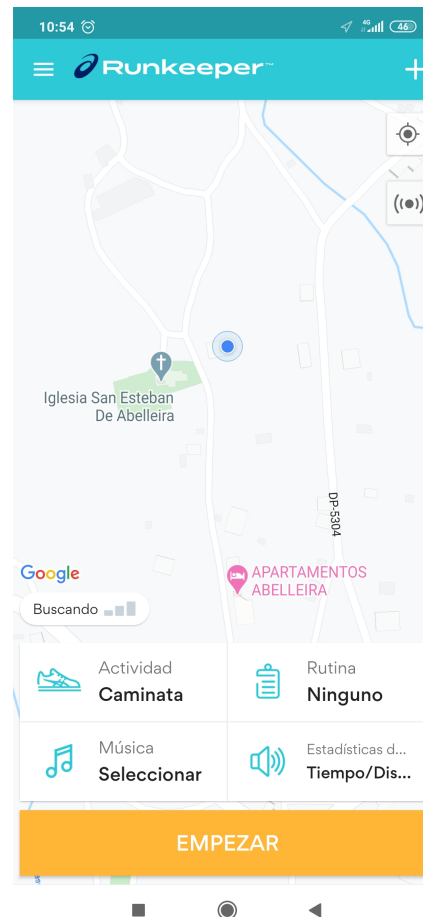 10:54
4G
46
Runkeeper™
Iglesia San Esteban
De Abelleira
DP-5304
Google
APARTAMENTOS
ABELLEIRA
Buscando
Actividad
Caminata
Rutina
Ninguno
Música
Seleccionar
Estadísticas d...
Tiempo/Dis...
EMPEZAR